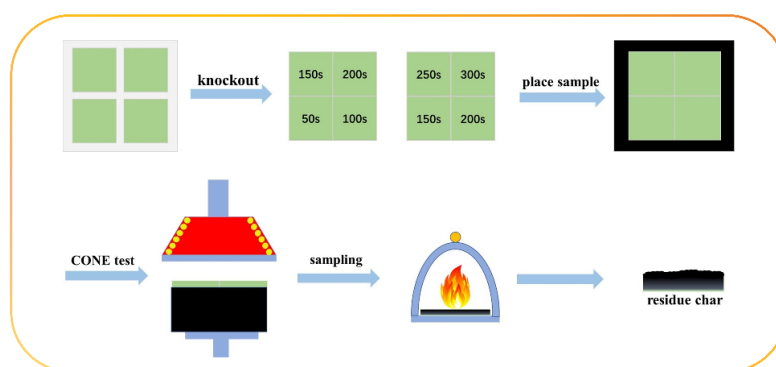 knockout
150s 200s
50s 100s
250s 300s
150s 200s
place sample
CONE test
sampling
residue char